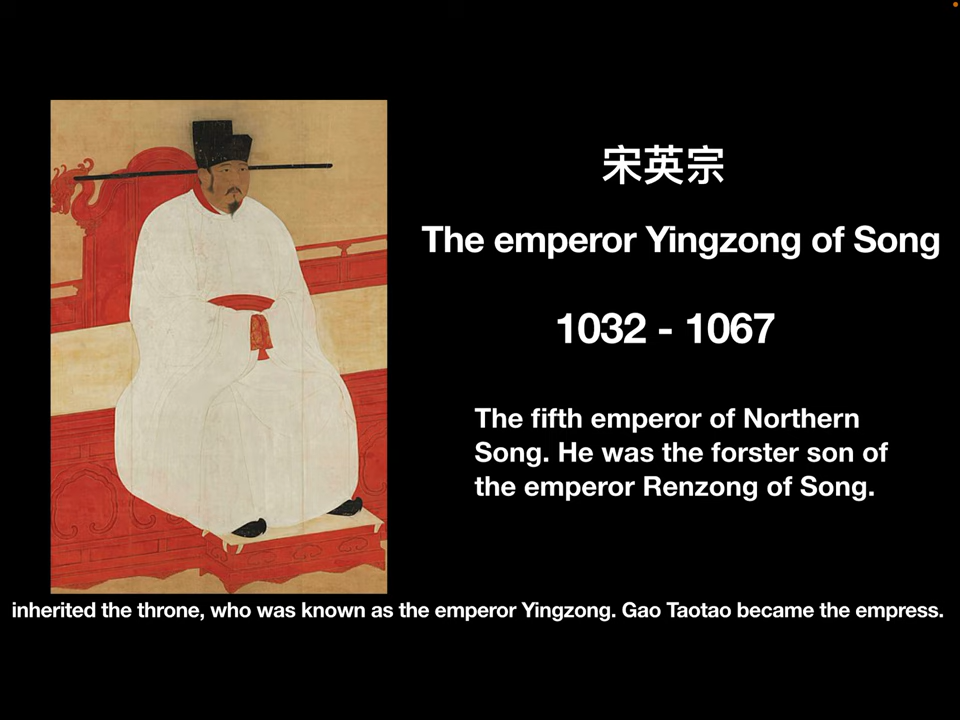 宋英宗
The emperor Yingzong of Song
1032 - 1067
The fifth emperor of Northern
Song. He was the forster son of
the emperor Renzong of Song.
inherited the throne, who was known as the emperor Yingzong. Gao Taotao became the empress.